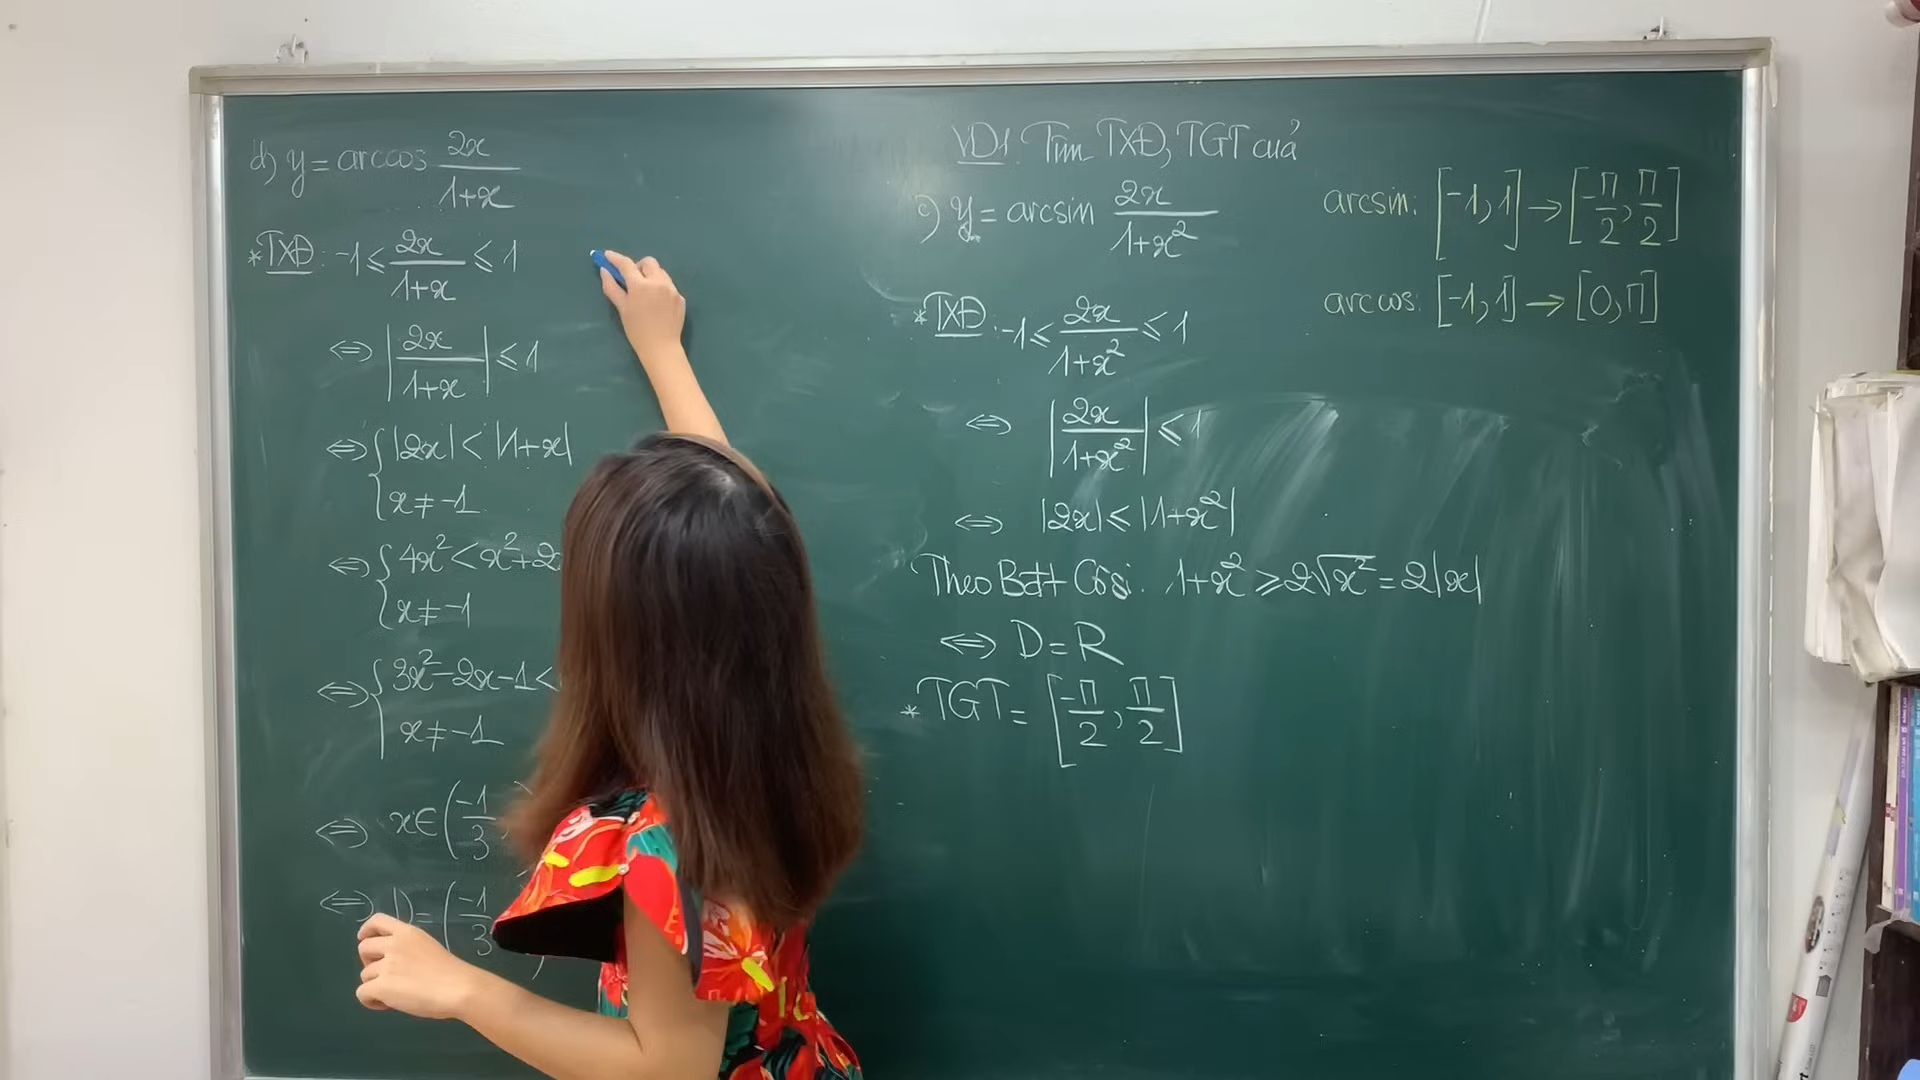 d) y = arccos 2x/(1+x)
*TXĐ: -1 ≤ 2x/(1+x) ≤ 1
⇔ |2x/(1+x)| ≤ 1
⇔ { |2x| < |1+x|
x ≠ -1
⇔ { 4x² < x²+2x
x ≠ -1
⇔ { 3x²-2x-1 <
x ≠ -1
⇔ x ∈ (-1/3
⇔ D = (-1/3
VD1: Tìm TXĐ, TGT của
c) y = arcsin 2x/(1+x²)
*TXĐ: -1 ≤ 2x/(1+x²) ≤ 1
⇔ |2x/(1+x²)| ≤ 1
⇔ |2x| ≤ |1+x²|
Theo Bđt Côsi: 1+x² ≥ 2√x² = 2|x|
⇔ D = R
* TGT = [-π/2, π/2]
arcsin: [-1,1] → [-π/2, π/2]
arccos: [-1,1] → [0,π]